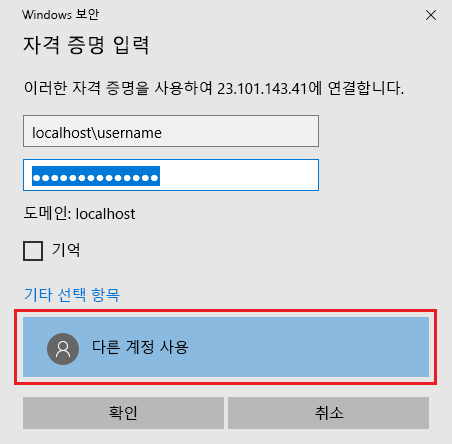 Windows 보안
자격 증명 입력
이러한 자격 증명을 사용하여 23.101.143.41에 연결합니다.
localhost\username
●●●●●●●●●●●●●●
도메인: localhost
기억
기타 선택 항목
다른 계정 사용
확인
취소